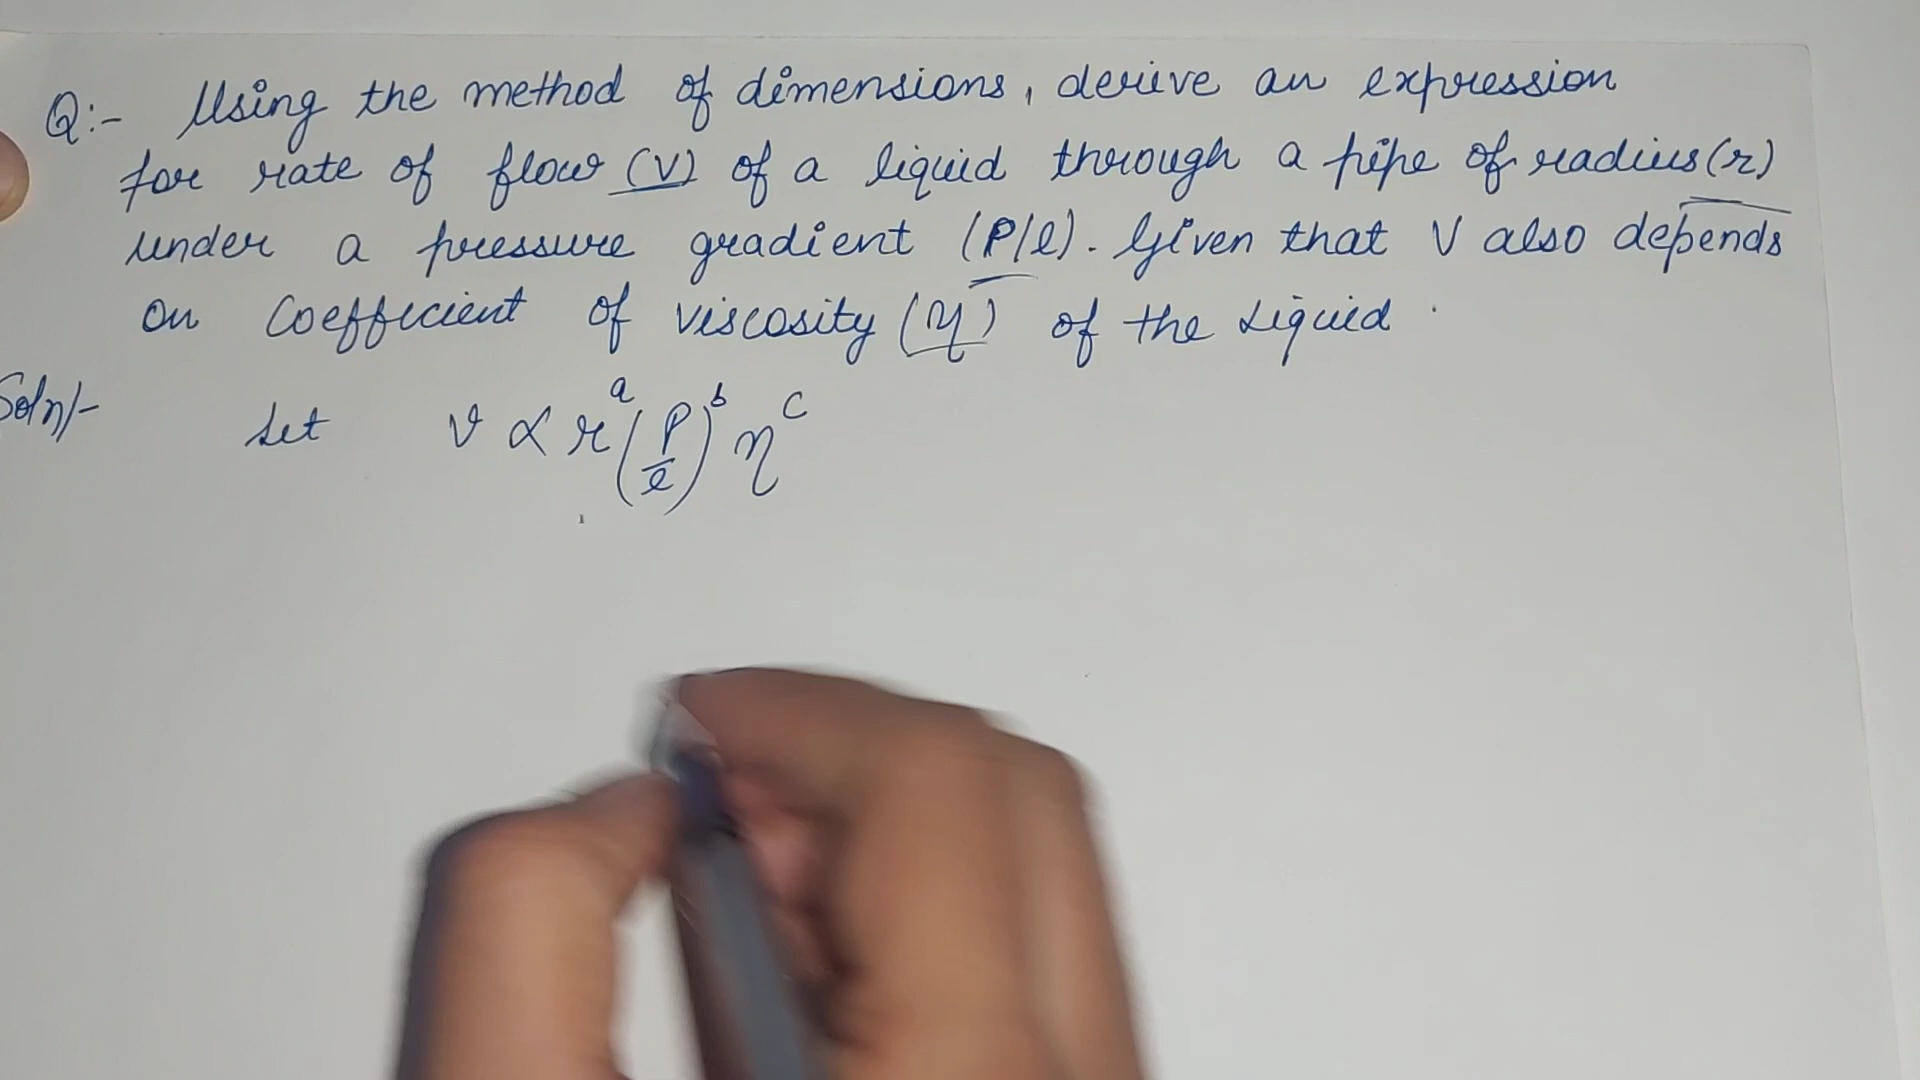 Q:- Using the method of dimensions, derive an expression
for rate of flow (V) of a liquid through a pipe of radius (r)
under a pressure gradient (P/l). Given that V also depends
on Coefficient of viscosity (η) of the Liquid.
Soln/- Let V ∝ r^a (P/l)^b η^c